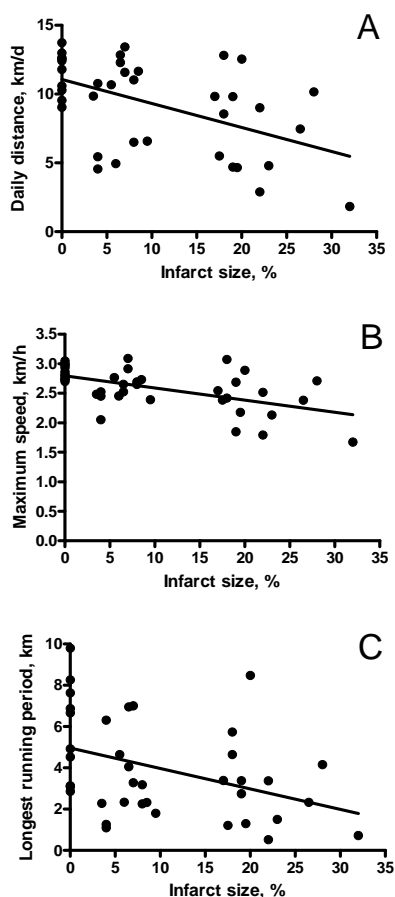 A
15
10
5
0
Daily distance, km/d
0 5 10 15 20 25 30 35
Infarct size, %
B
3.5
3.0
2.5
2.0
1.5
1.0
0.5
0.0
Maximum speed, km/h
0 5 10 15 20 25 30 35
Infarct size, %
C
10
8
6
4
2
0
Longest running period, km
0 5 10 15 20 25 30 35
Infarct size, %